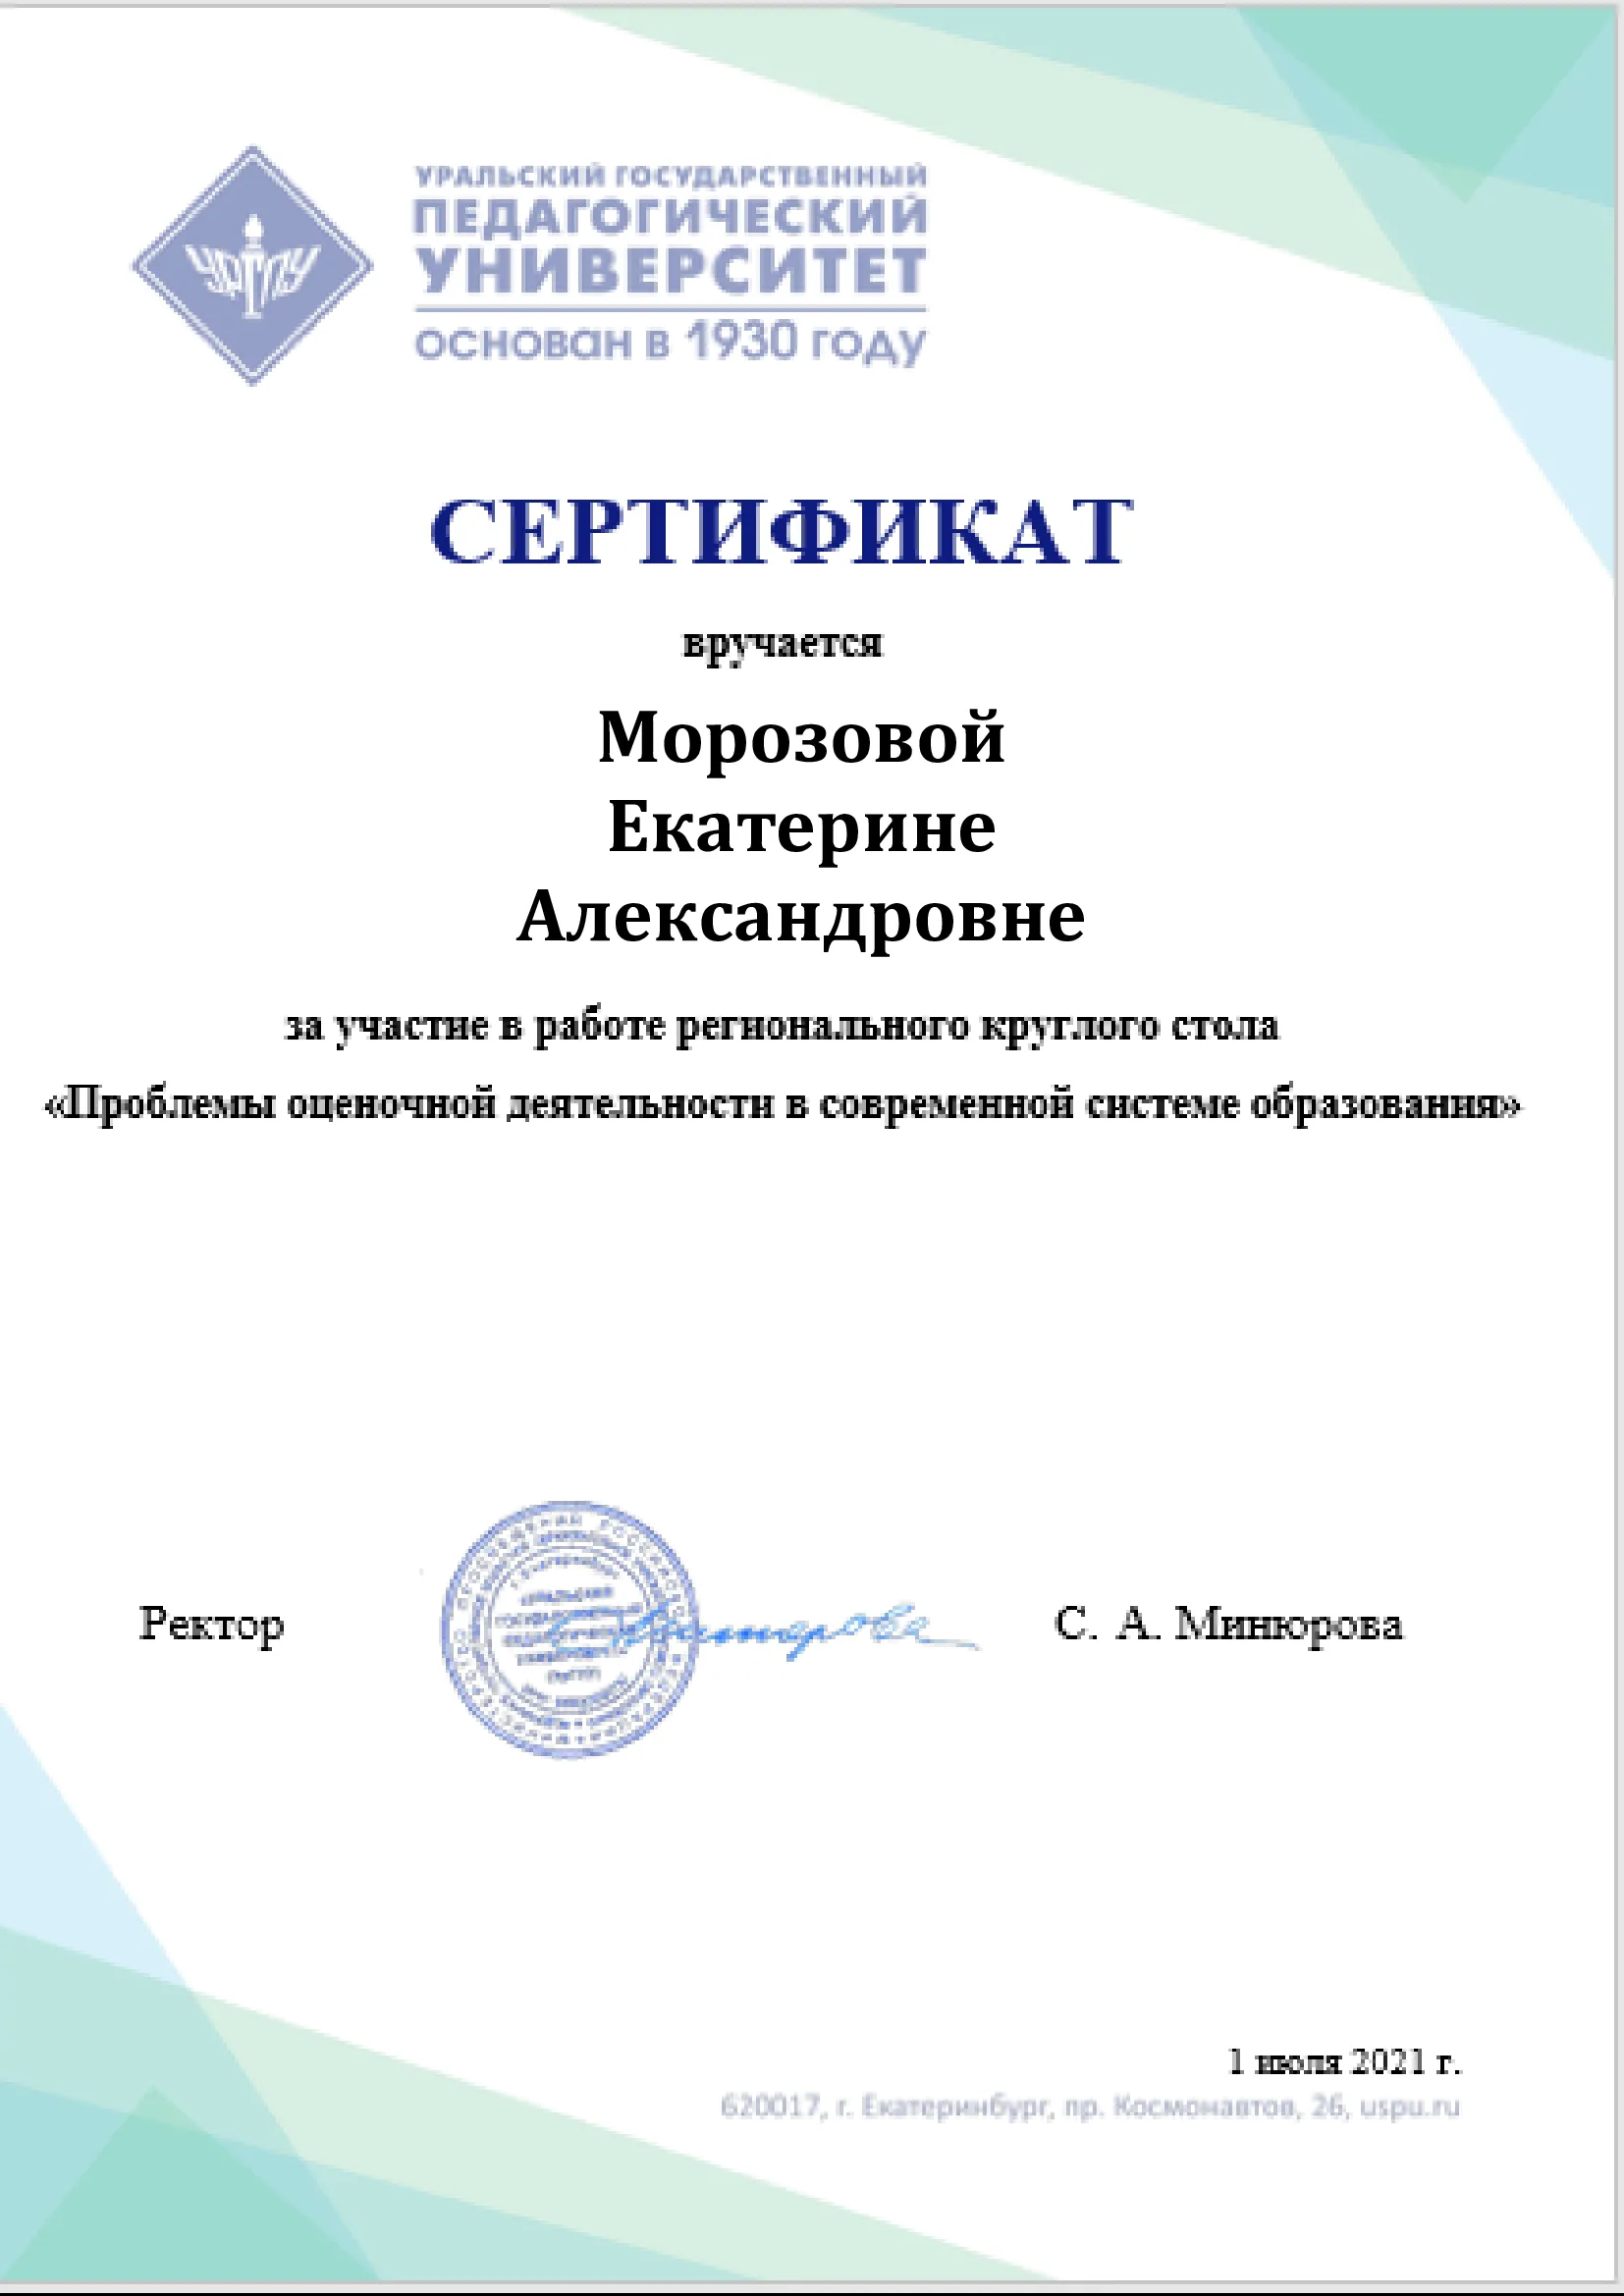 УРГПУ
УРАЛЬСКИЙ ГОСУДАРСТВЕННЫЙ
ПЕДАГОГИЧЕСКИЙ
УНИВЕРСИТЕТ
ОСНОВАН В 1930 ГОДУ
СЕРТИФИКАТ
вручается
Морозовой
Екатерине
Александровне
за участие в работе регионального круглого стола
«Проблемы оценочной деятельности в современной системе образования»
Ректор
С. А. Минюрова
1 июля 2021 г.
620017, г. Екатеринбург, пр. Космонавтов, 26, uspu.ru